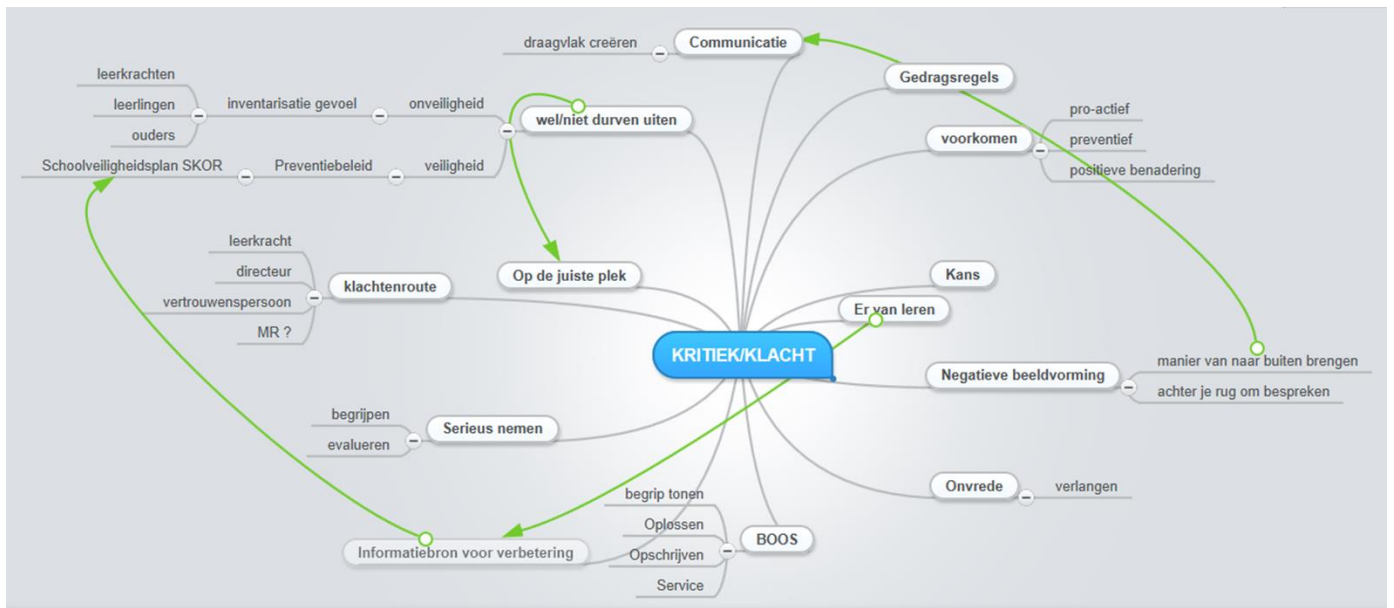 draagvlak creëren
Communicatie
Gedragsregels
leerkrachten
leerlingen
ouders
inventarisatie gevoel
onveiligheid
wel/niet durven uiten
Schoolveiligheidsplan SKOR
Preventiebeleid
veiligheid
voorkomen
pro-actief
preventief
positieve benadering
leerkracht
directeur
vertrouwenspersoon
MR ?
klachtenroute
Op de juiste plek
Kans
Er van leren
KRITIEK/KLACHT
Negatieve beeldvorming
manier van naar buiten brengen
achter je rug om bespreken
begrijpen
evalueren
Serieus nemen
Onvrede
verlangen
Informatiebron voor verbetering
begrip tonen
Oplossen
Opschrijven
Service
BOOS